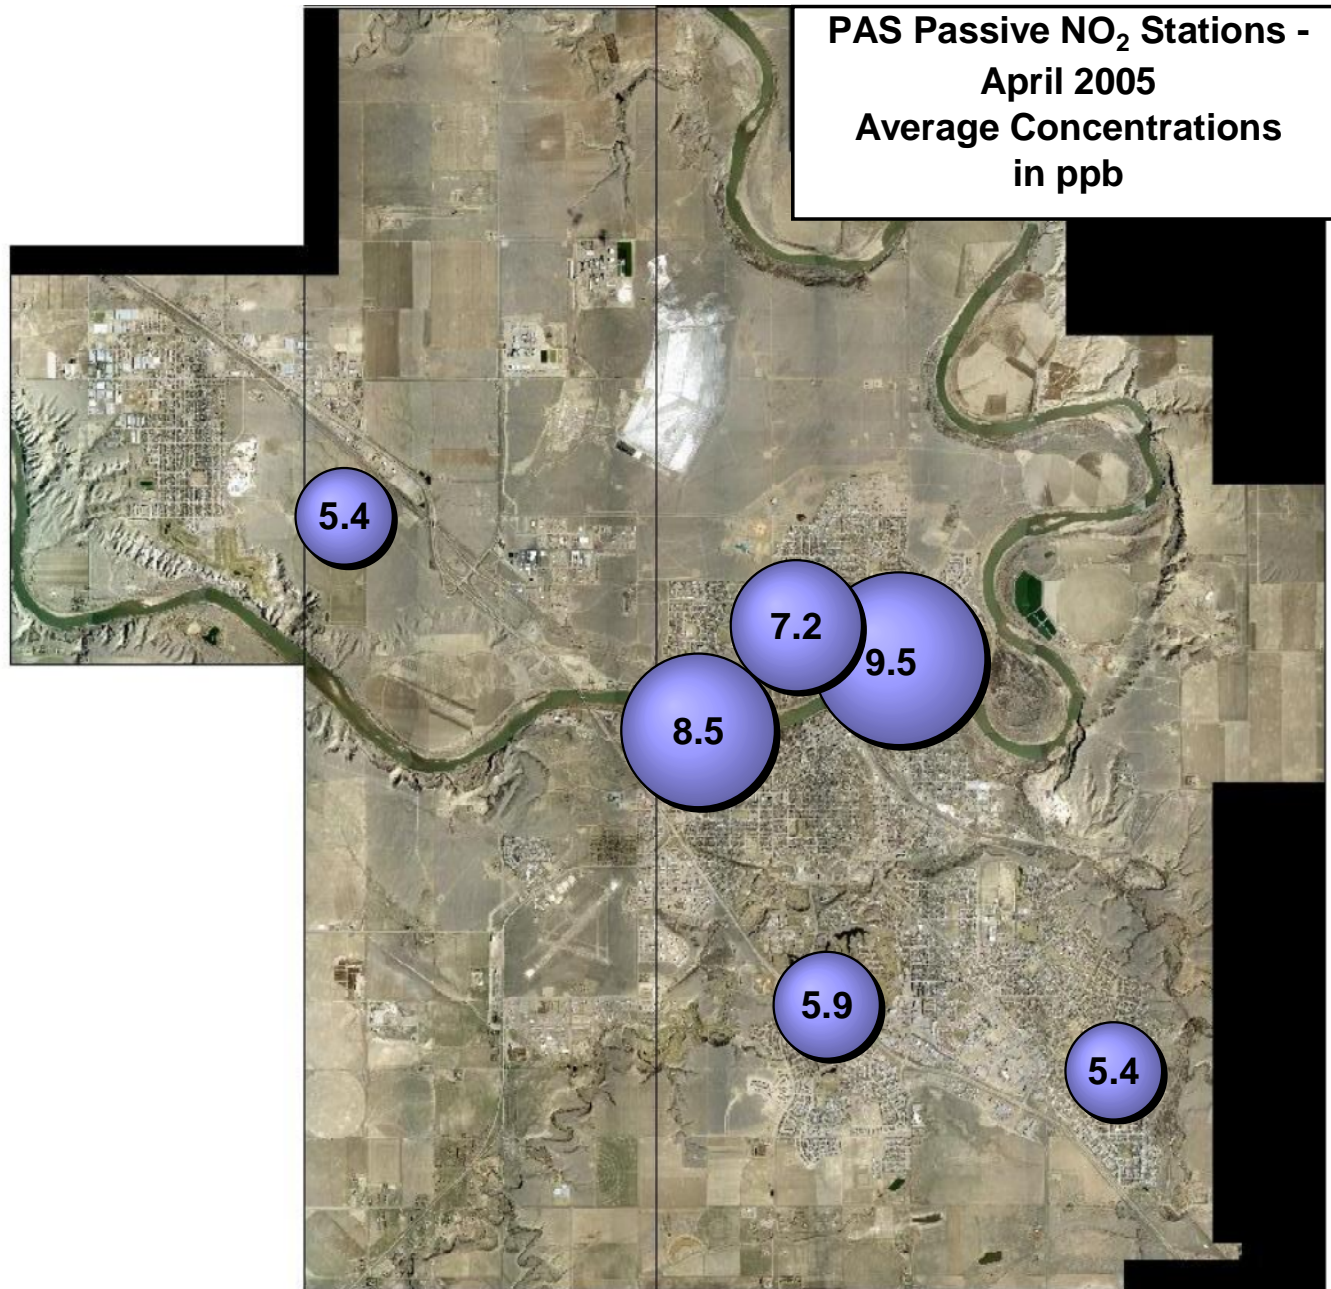 PAS Passive NO₂ Stations -
April 2005
Average Concentrations
in ppb
5.4
7.2
9.5
8.5
5.9
5.4